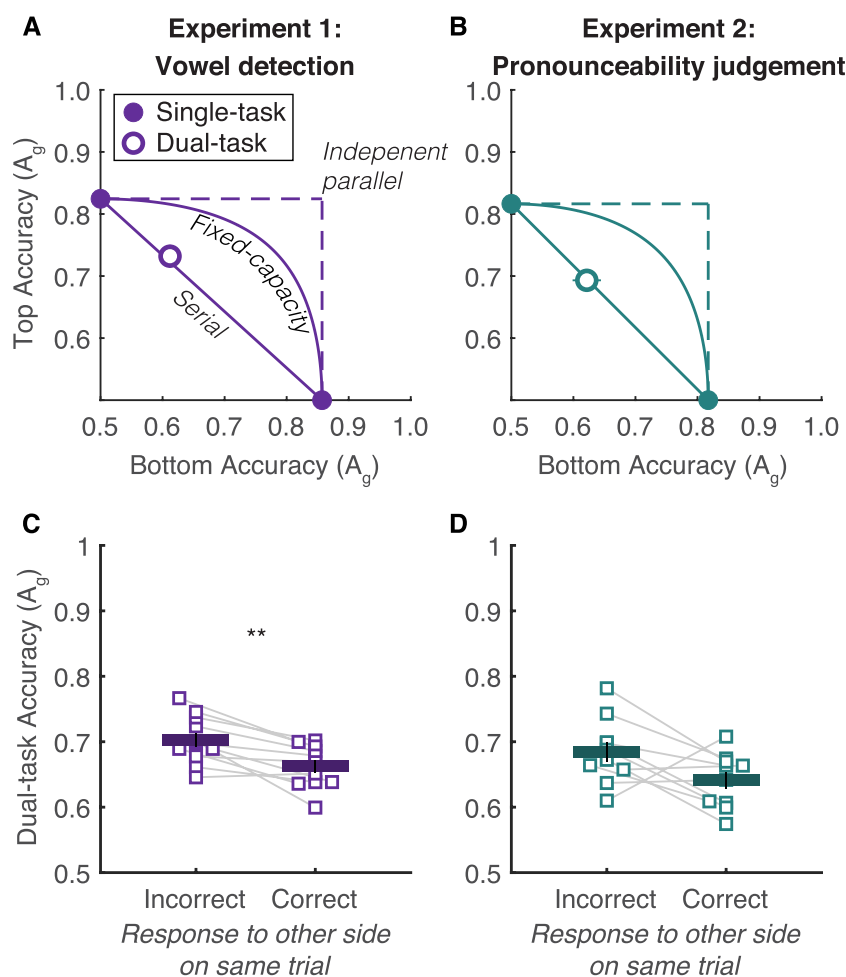 A
Experiment 1:
Vowel detection
1.0
0.9
0.8
0.7
0.6
Top Accuracy (Ag)
Single-task
Dual-task
Indepenent
parallel
Fixed-capacity
Serial
0.5 0.6 0.7 0.8 0.9 1.0
Bottom Accuracy (Ag)
B
Experiment 2:
Pronounceability judgement
1.0
0.9
0.8
0.7
0.6
0.5 0.6 0.7 0.8 0.9 1.0
Bottom Accuracy (Ag)
C
1
0.9
0.8
0.7
0.6
0.5
Dual-task Accuracy (Ag)
**
Incorrect Correct
Response to other side
on same trial
D
1
0.9
0.8
0.7
0.6
0.5
Incorrect Correct
Response to other side
on same trial